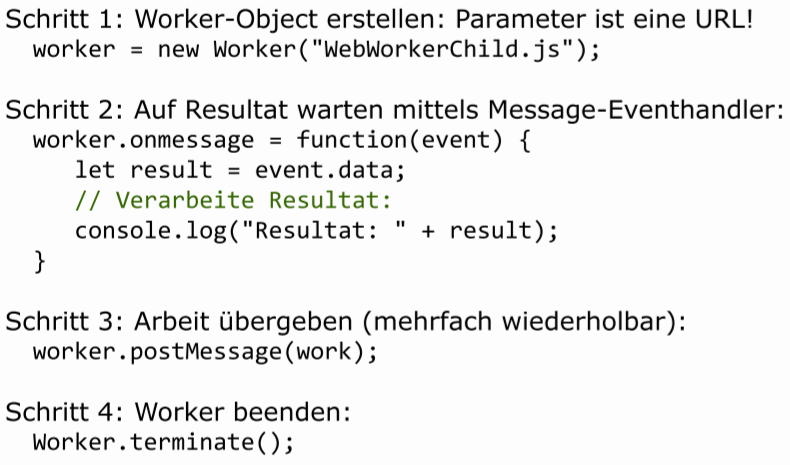 Schritt 1: Worker-Object erstellen: Parameter ist eine URL!
worker = new Worker("WebWorkerChild.js");
Schritt 2: Auf Resultat warten mittels Message-Eventhandler:
worker.onmessage = function(event) {
let result = event.data;
// Verarbeite Resultat:
console.log("Resultat: " + result);
}
Schritt 3: Arbeit übergeben (mehrfach wiederholbar):
worker.postMessage(work);
Schritt 4: Worker beenden:
Worker.terminate();